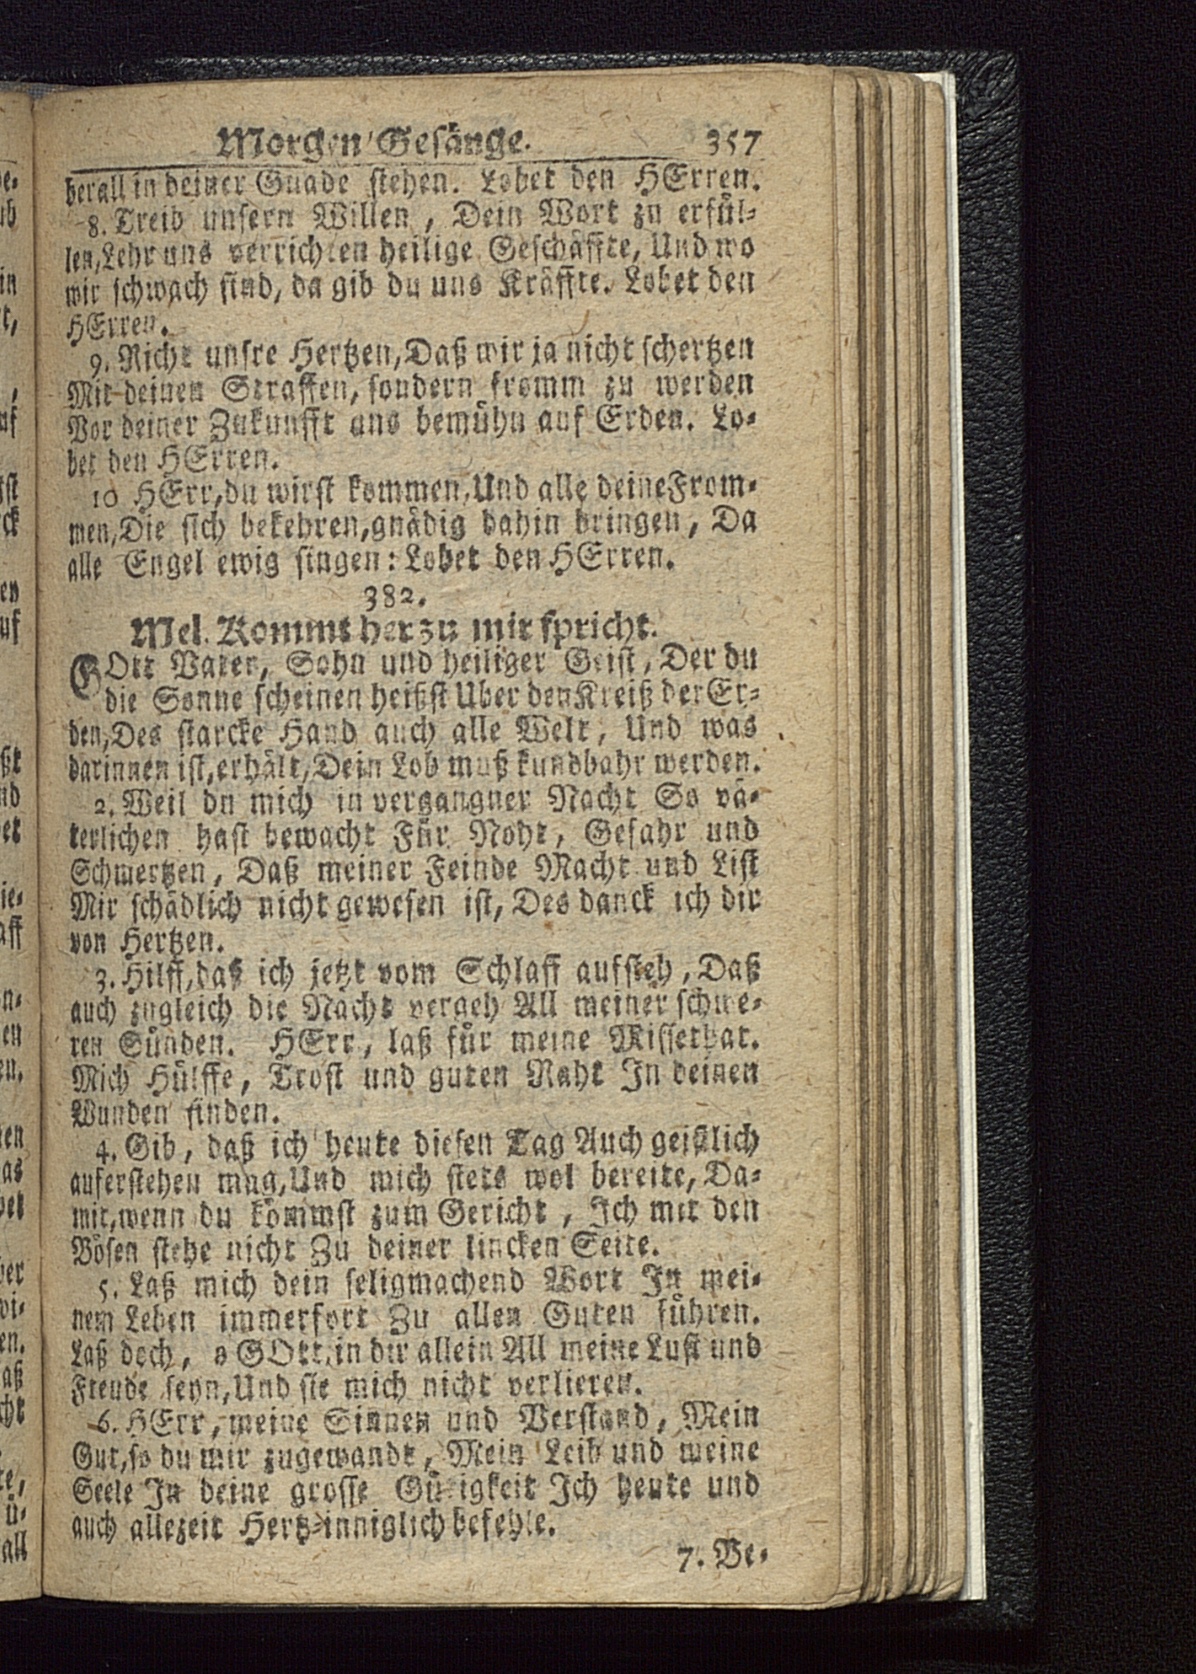 Morgen Gesänge. 357
berall in deiner Gnade stehen. Lobet den HErren.
8. Treib unsern Willen, Dein Wort zu erfül-
len, Lehr uns verrichten heilige Geschäffte, Und wo
wir schwach sind, da gib du uns Kräffte. Lobet den
HErren.
9. Richt unsre Hertzen, Daß wir ja nicht schertzen
Mit deinen Straffen, sondern fromm zu werden
Vor deiner Zukunfft uns bemühn auf Erden. Lo-
bet den HErren.
10 HErr, du wirst kommen, Und alle deine From-
men, Die sich bekehren, gnädig dahin bringen, Da
alle Engel ewig singen: Lobet den HErren.
382.
Mel. Kommt her zu mir spricht.
GOtt Vater, Sohn und heiliger Geist, Der du
die Sonne scheinen heißst Uber den Kreiß der Er-
den, Des starcke Hand auch alle Welt, Und was
darinnen ist, erhält, Dein Lob muß kundbahr werden.
2. Weil du mich in vergangner Nacht So vä-
terlichen hast bewacht Für Noht, Gefahr und
Schmertzen, Daß meiner Feinde Macht und List
Mir schädlich nicht gewesen ist, Des danck ich dir
von Hertzen.
3. Hilff, daß ich jetzt vom Schlaff aufsteh, Daß
auch zugleich die Nacht vergeh All meiner schwe-
ren Sünden. HErr, laß für meine Missethat.
Mich Hülffe, Trost und guten Raht In deinen
Wunden finden.
4. Gib, daß ich heute diesen Tag Auch geistlich
auferstehen mag, Und mich stets wol bereite, Da-
mit, wenn du kömmst zum Gericht, Ich mit den
Bösen stehe nicht Zu deiner lincken Seite.
5. Laß mich dein seligmachend Wort In mei-
nem Leben immerfort Zu allen Guten führen.
Laß doch, o GOtt, in dir allein All meine Lust und
Freude seyn, Und sie mich nicht verlieren.
6. HErr, meine Sinnen und Verstand, Mein
Gut, so du mir zugewandt, Mein Leib und meine
Seele In deine grosse Gütigkeit Ich heute und
auch allezeit Hertz-inniglich befehle.
7. Be-